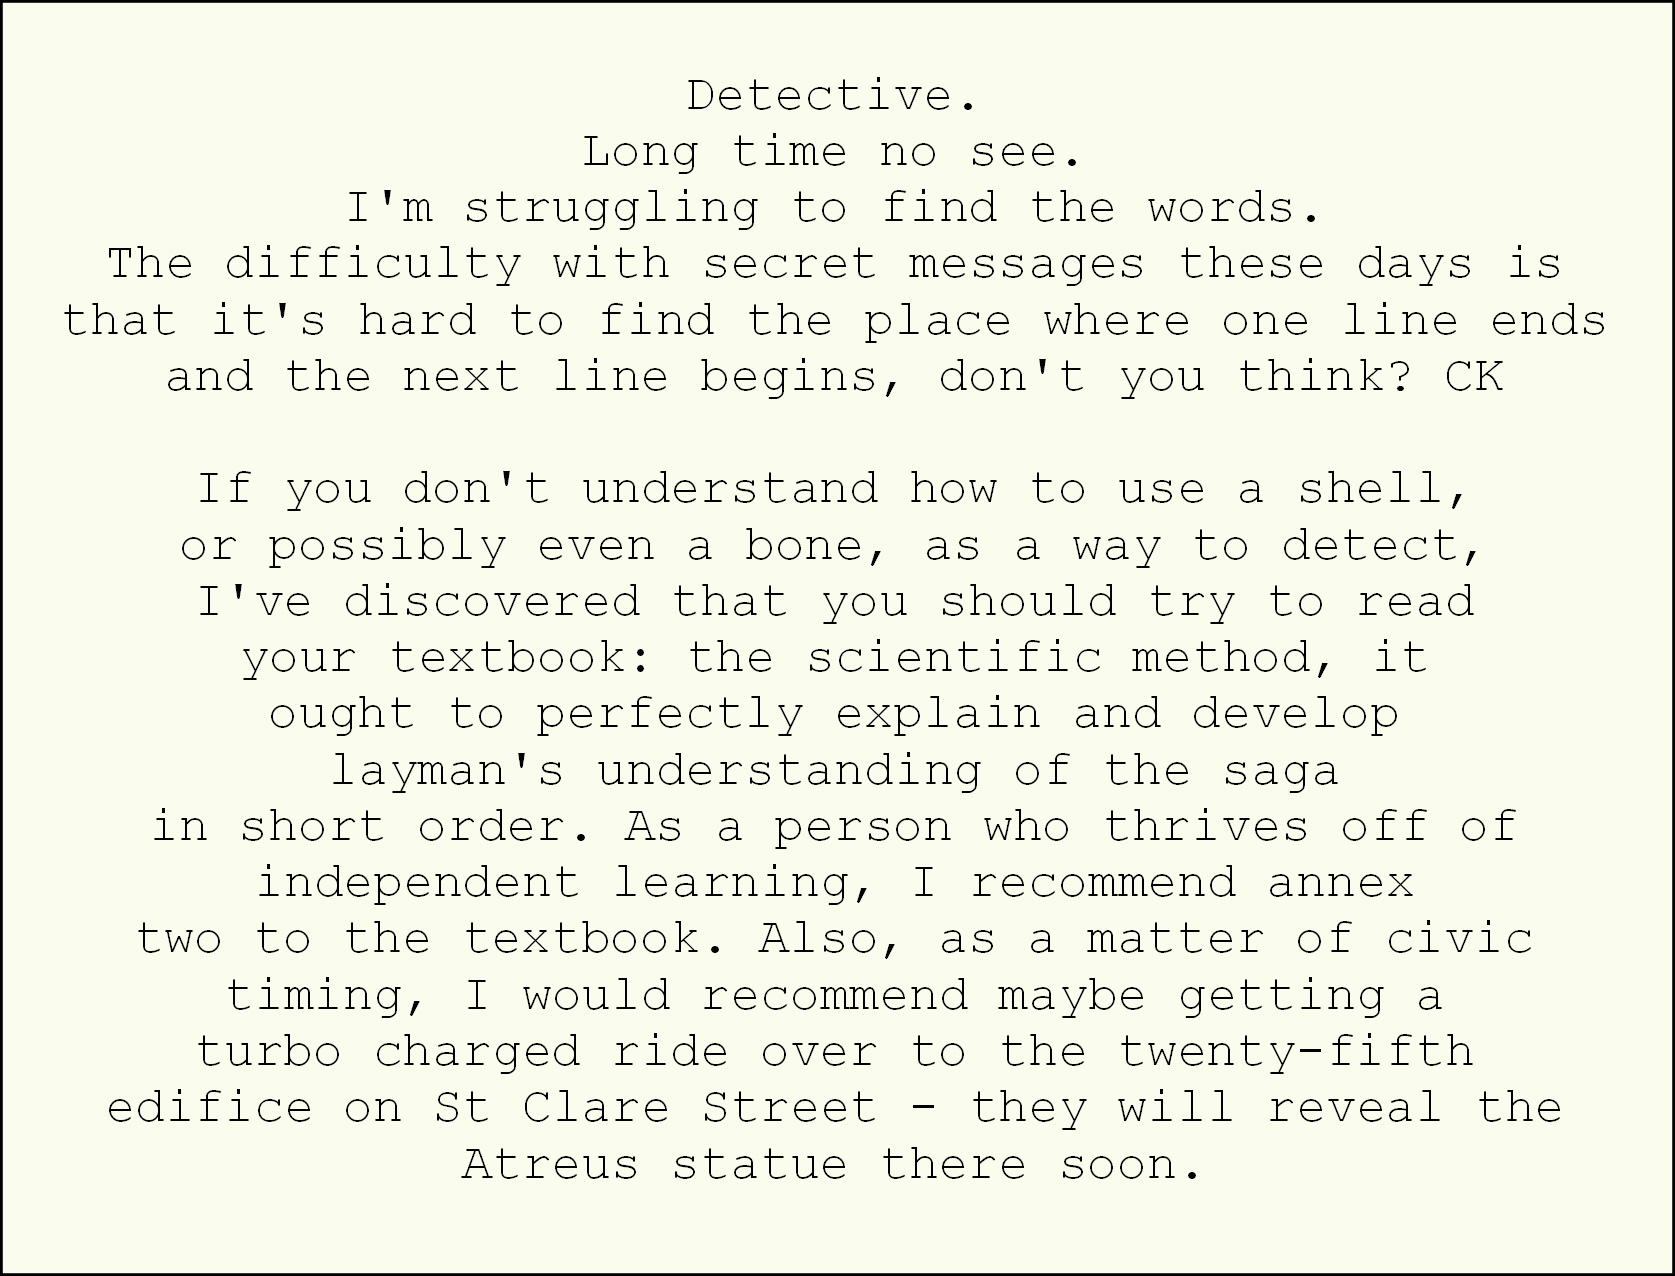 Detective.
Long time no see.
I'm struggling to find the words.
The difficulty with secret messages these days is
that it's hard to find the place where one line ends
and the next line begins, don't you think? CK
If you don't understand how to use a shell,
or possibly even a bone, as a way to detect,
I've discovered that you should try to read
your textbook: the scientific method, it
ought to perfectly explain and develop
layman's understanding of the saga
in short order. As a person who thrives off of
independent learning, I recommend annex
two to the textbook. Also, as a matter of civic
timing, I would recommend maybe getting a
turbo charged ride over to the twenty-fifth
edifice on St Clare Street - they will reveal the
Atreus statue there soon.